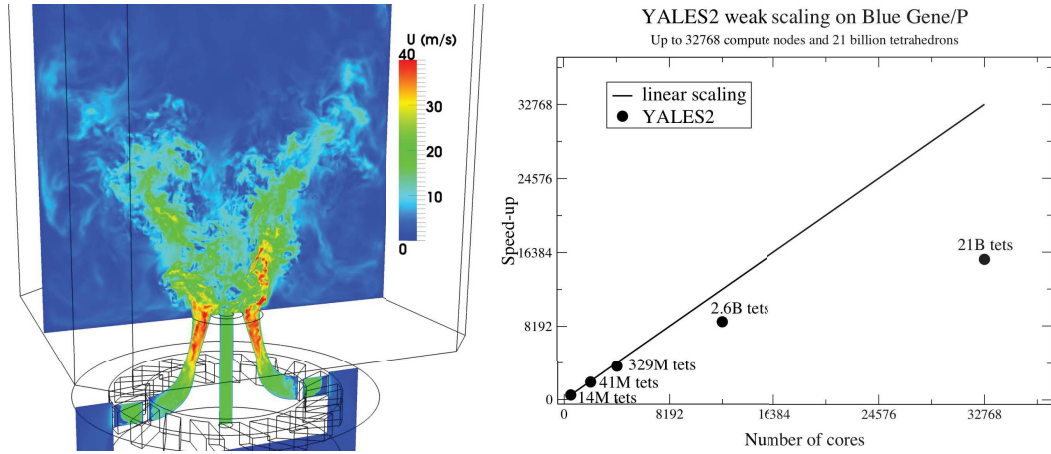 U (m/s)
40
30
20
10
0
YALES2 weak scaling on Blue Gene/P
Up to 32768 compute nodes and 21 billion tetrahedrons
linear scaling
YALES2
32768
24576
16384
8192
0
Speed-up
21B tets
2.6B tets
329M tets
41M tets
14M tets
0
8192
16384
24576
32768
Number of cores